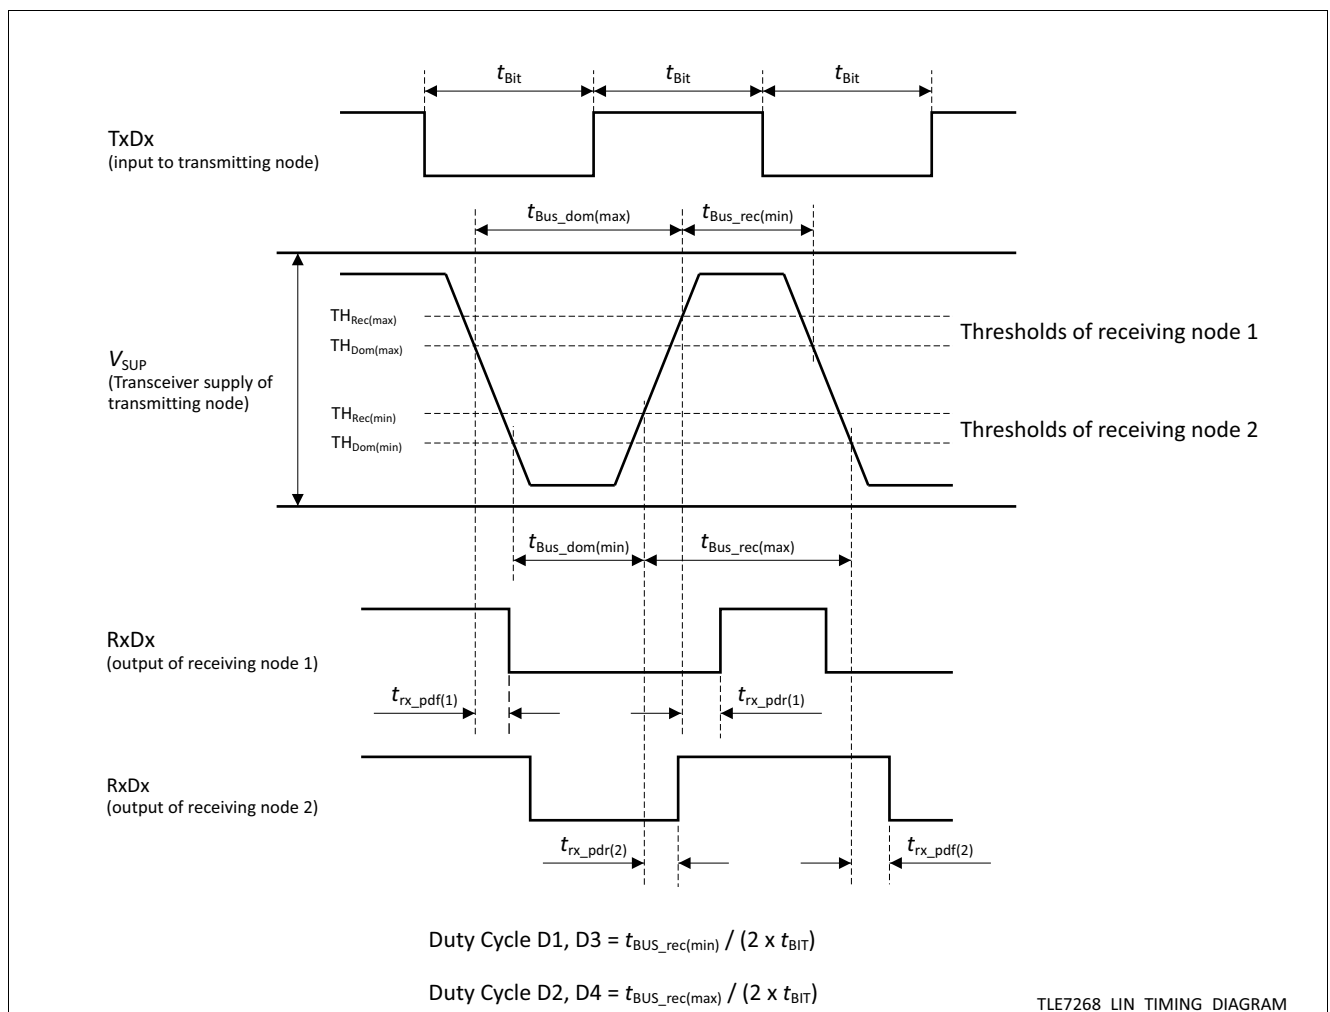 tBit tBit tBit
TxDx
(input to transmitting node)
tBus_dom(max) tBus_rec(min)
THRec(max)
Thresholds of receiving node 1
THDom(max)
VSUP
(Transceiver supply of
transmitting node)
THRec(min)
Thresholds of receiving node 2
THDom(min)
tBus_dom(min) tBus_rec(max)
RxDx
(output of receiving node 1)
trx_pdf(1) trx_pdr(1)
RxDx
(output of receiving node 2)
trx_pdr(2) trx_pdf(2)
Duty Cycle D1, D3 = tBUS_rec(min) / (2 x tBIT)
Duty Cycle D2, D4 = tBUS_rec(max) / (2 x tBIT)
TLE7268_LIN_TIMING_DIAGRAM